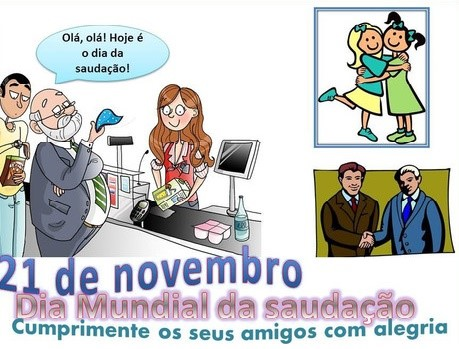 Olá, olá! Hoje é
o dia da
saudação!
21 de novembro
Dia Mundial da saudação
Cumprimente os seus amigos com alegria